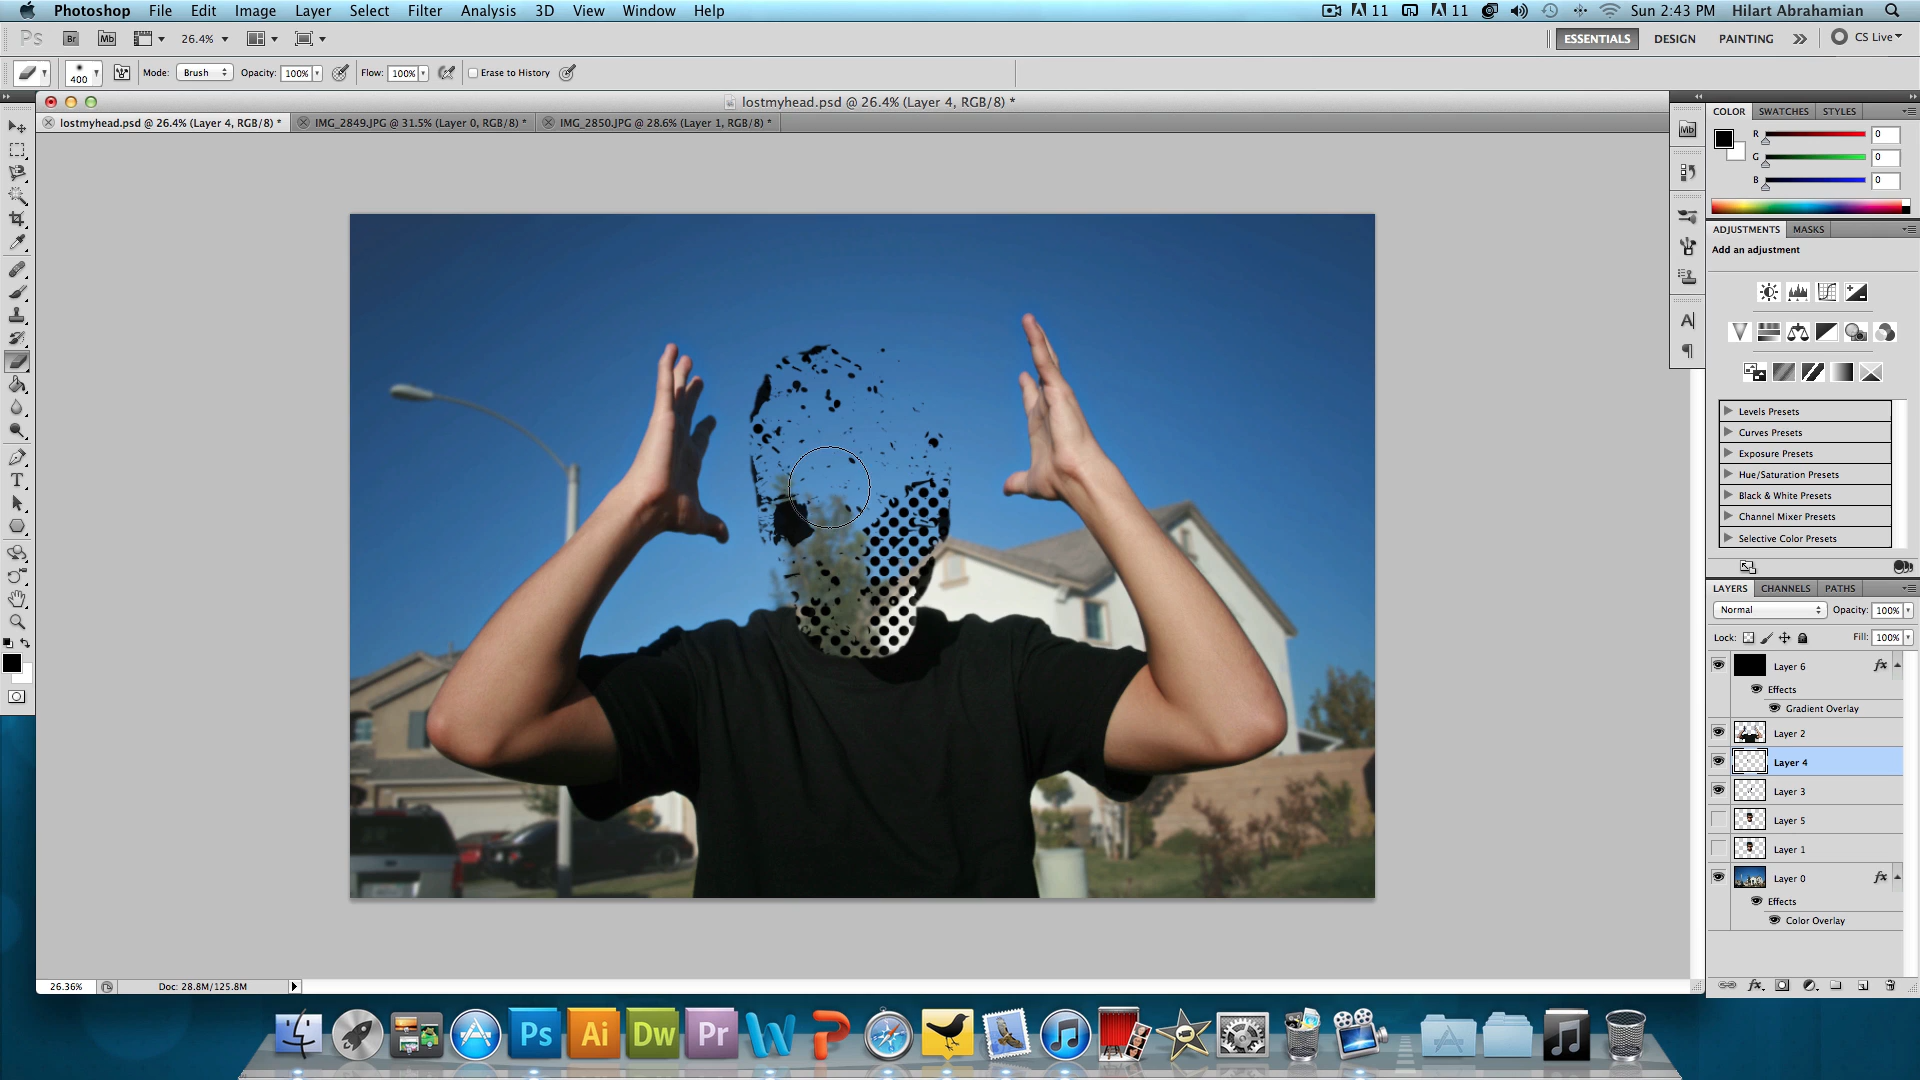 Photoshop File Edit Image Layer Select Filter Analysis 3D View Window Help 11 11 Sun 2:43 PM Hilart Abrahamian
Ps Br Mb 26.4% ESSENTIALS DESIGN PAINTING CS Live
400 Mode: Brush Opacity: 100% Flow: 100% Erase to History
lostmyhead.psd @ 26.4% (Layer 4, RGB/8) *
lostmyhead.psd @ 26.4% (Layer 4, RGB/8) * IMG_2849.JPG @ 31.5% (Layer 0, RGB/8) * IMG_2850.JPG @ 28.6% (Layer 1, RGB/8) *
Mb
COLOR SWATCHES STYLES
R 0
G 0
B 0
ADJUSTMENTS MASKS
Add an adjustment
Levels Presets
Curves Presets
Exposure Presets
Hue/Saturation Presets
Black & White Presets
Channel Mixer Presets
Selective Color Presets
LAYERS CHANNELS PATHS
Normal Opacity: 100%
Lock: Fill: 100%
Layer 6 fx
Effects
Gradient Overlay
Layer 2
Layer 4
Layer 3
Layer 5
Layer 1
Layer 0 fx
Effects
Color Overlay
26.36% Doc: 28.8M/125.8M
Ps Ai Dw Pr